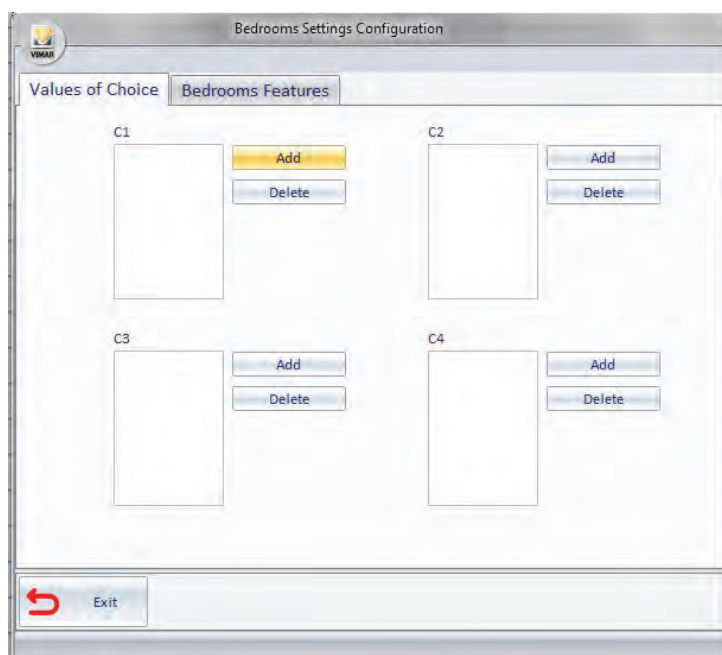 Bedrooms Settings Configuration
VIMAR
Values of Choice Bedrooms Features
C1 C2
Add Add
Delete Delete
C3 C4
Add Add
Delete Delete
Exit